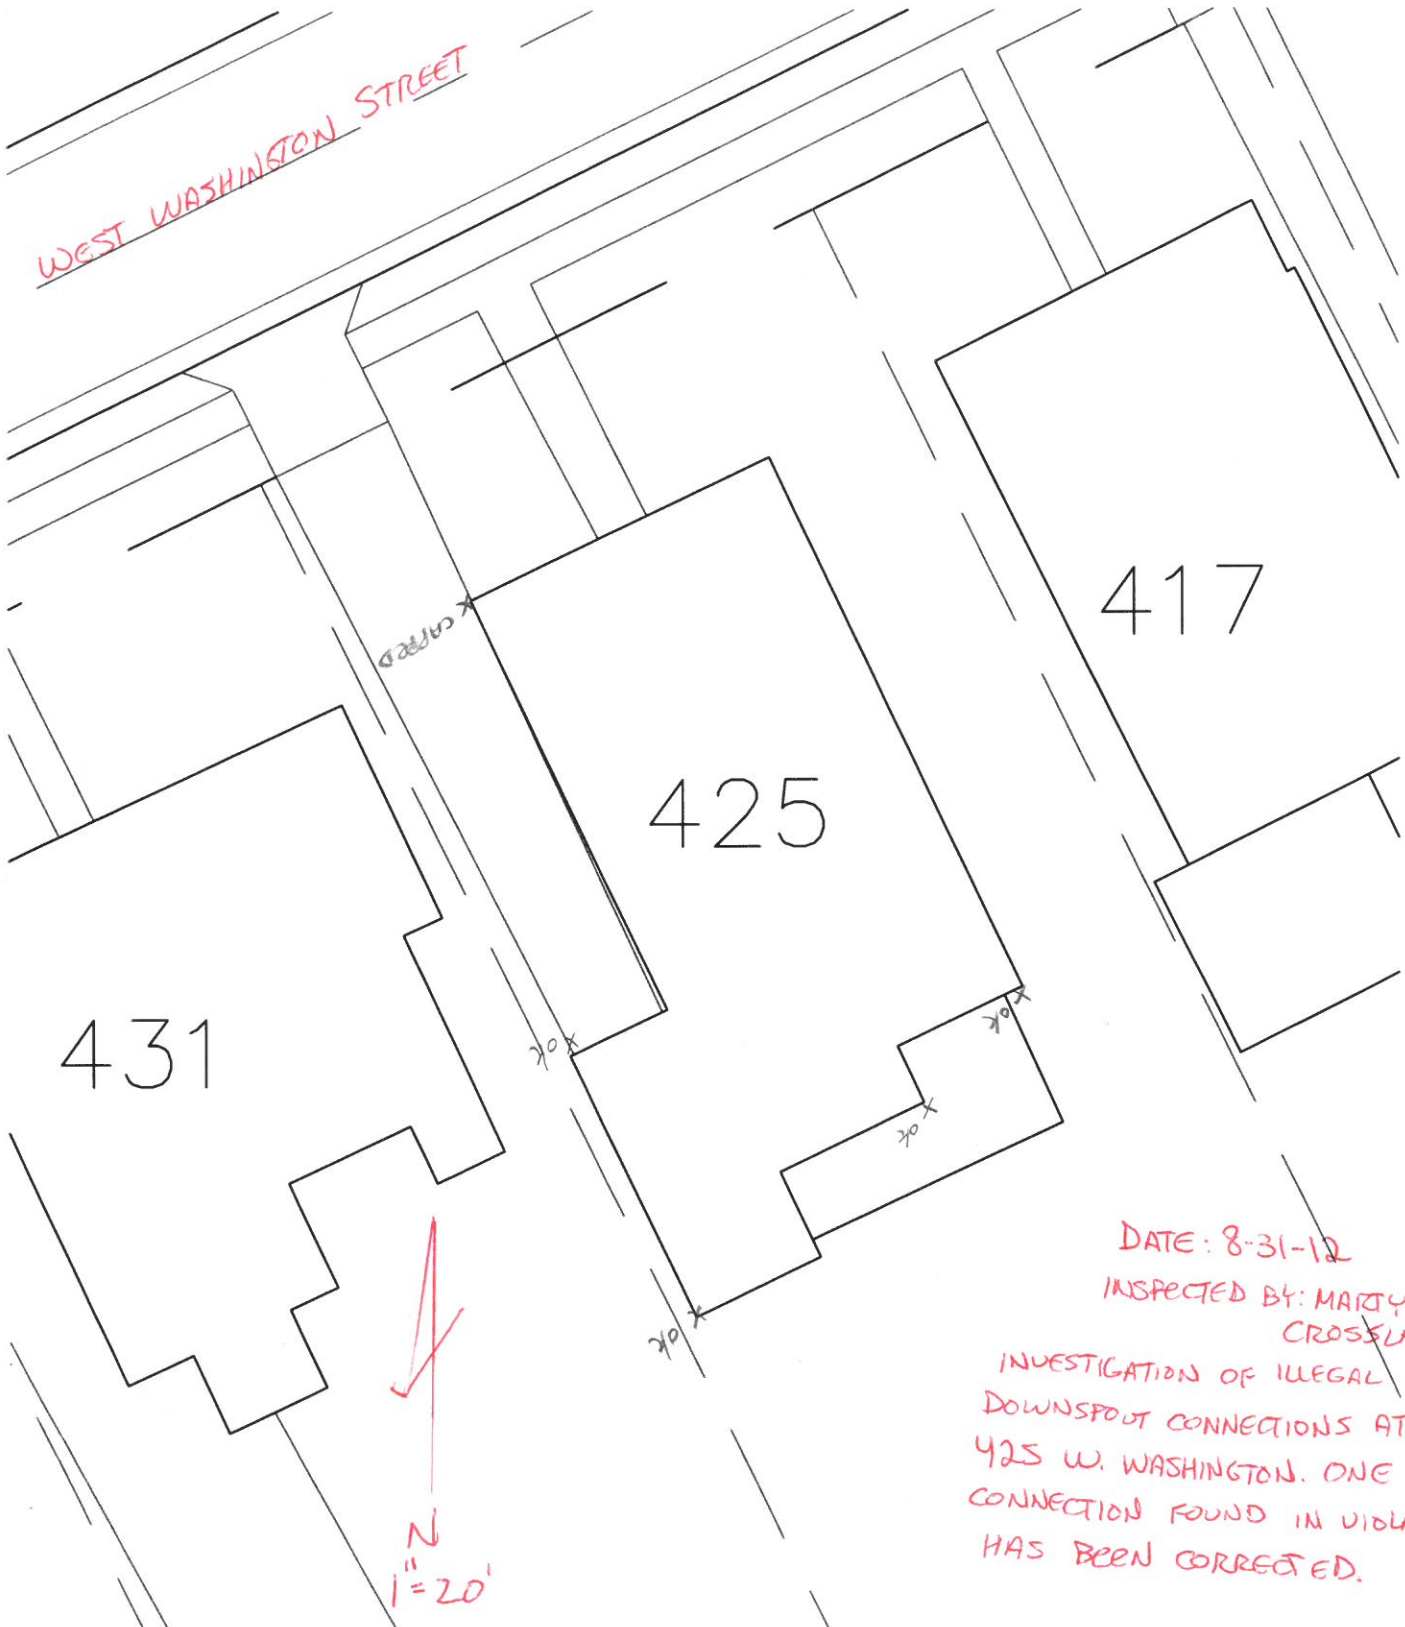 WEST WASHINGTON STREET
417
CAPPED
425
431
ok
ok
ok
ok
DATE: 8-31-12
INSPECTED BY: MARTY
INVESTIGATION OF ILLEGAL
DOWNSPOUT CONNECTIONS AT
425 W. WASHINGTON. ONE
CONNECTION FOUND IN
HAS BEEN CORRECTED.
N
1"=20'